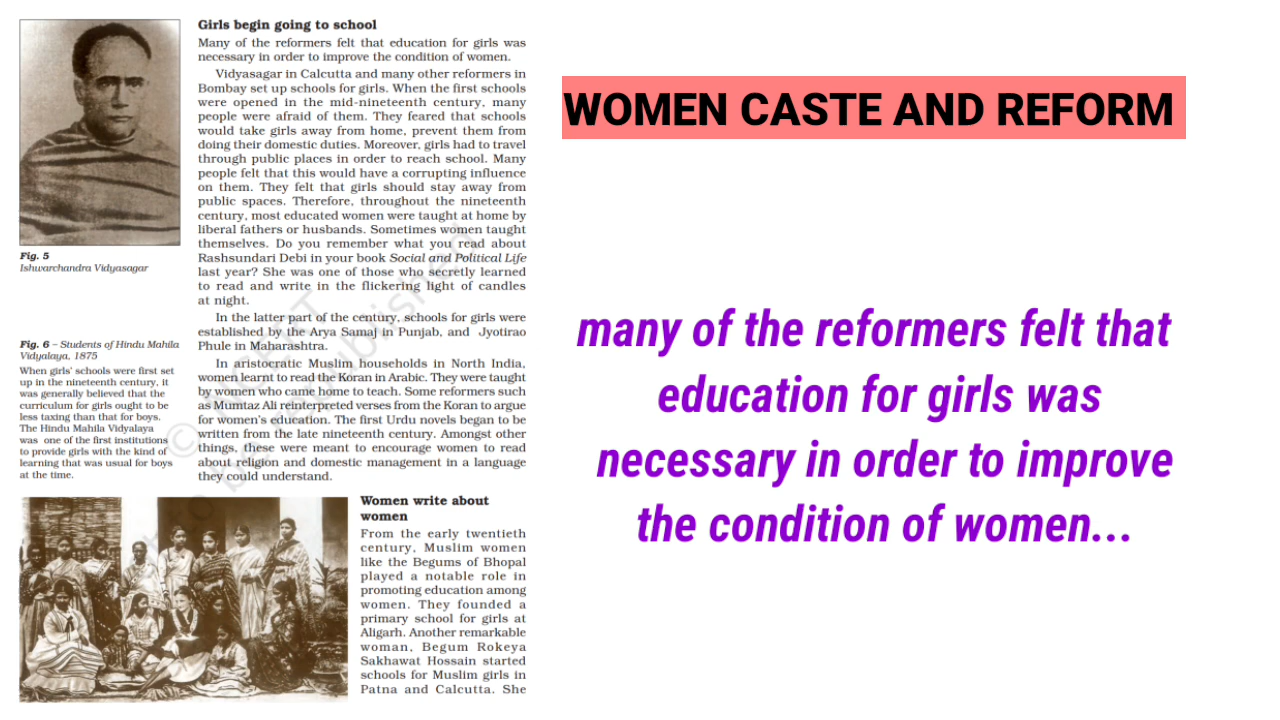 Fig. 5
Ishwarchandra Vidyasagar
Fig. 6 – Students of Hindu Mahila
Vidyalaya, 1875
When girls' schools were first set
up in the nineteenth century, it
was generally believed that the
curriculum for girls ought to be
less taxing than that for boys.
The Hindu Mahila Vidyalaya
was one of the first institutions
to provide girls with the kind of
learning that was usual for boys
at the time.
Girls begin going to school
Many of the reformers felt that education for girls was
necessary in order to improve the condition of women.
Vidyasagar in Calcutta and many other reformers in
Bombay set up schools for girls. When the first schools
were opened in the mid-nineteenth century, many
people were afraid of them. They feared that schools
would take girls away from home, prevent them from
doing their domestic duties. Moreover, girls had to travel
through public places in order to reach school. Many
people felt that this would have a corrupting influence
on them. They felt that girls should stay away from
public spaces. Therefore, throughout the nineteenth
century, most educated women were taught at home by
liberal fathers or husbands. Sometimes women taught
themselves. Do you remember what you read about
Rashsundari Debi in your book Social and Political Life
last year? She was one of those who secretly learned
to read and write in the flickering light of candles
at night.
In the latter part of the century, schools for girls were
established by the Arya Samaj in Punjab, and Jyotirao
Phule in Maharashtra.
In aristocratic Muslim households in North India,
women learnt to read the Koran in Arabic. They were taught
by women who came home to teach. Some reformers such
as Mumtaz Ali reinterpreted verses from the Koran to argue
for women's education. The first Urdu novels began to be
written from the late nineteenth century. Amongst other
things, these were meant to encourage women to read
about religion and domestic management in a language
they could understand.
Women write about
women
From the early twentieth
century, Muslim women
like the Begums of Bhopal
played a notable role in
promoting education among
women. They founded a
primary school for girls at
Aligarh. Another remarkable
woman, Begum Rokeya
Sakhawat Hossain started
schools for Muslim girls in
Patna and Calcutta. She
WOMEN CASTE AND REFORM
many of the reformers felt that
education for girls was
necessary in order to improve
the condition of women...